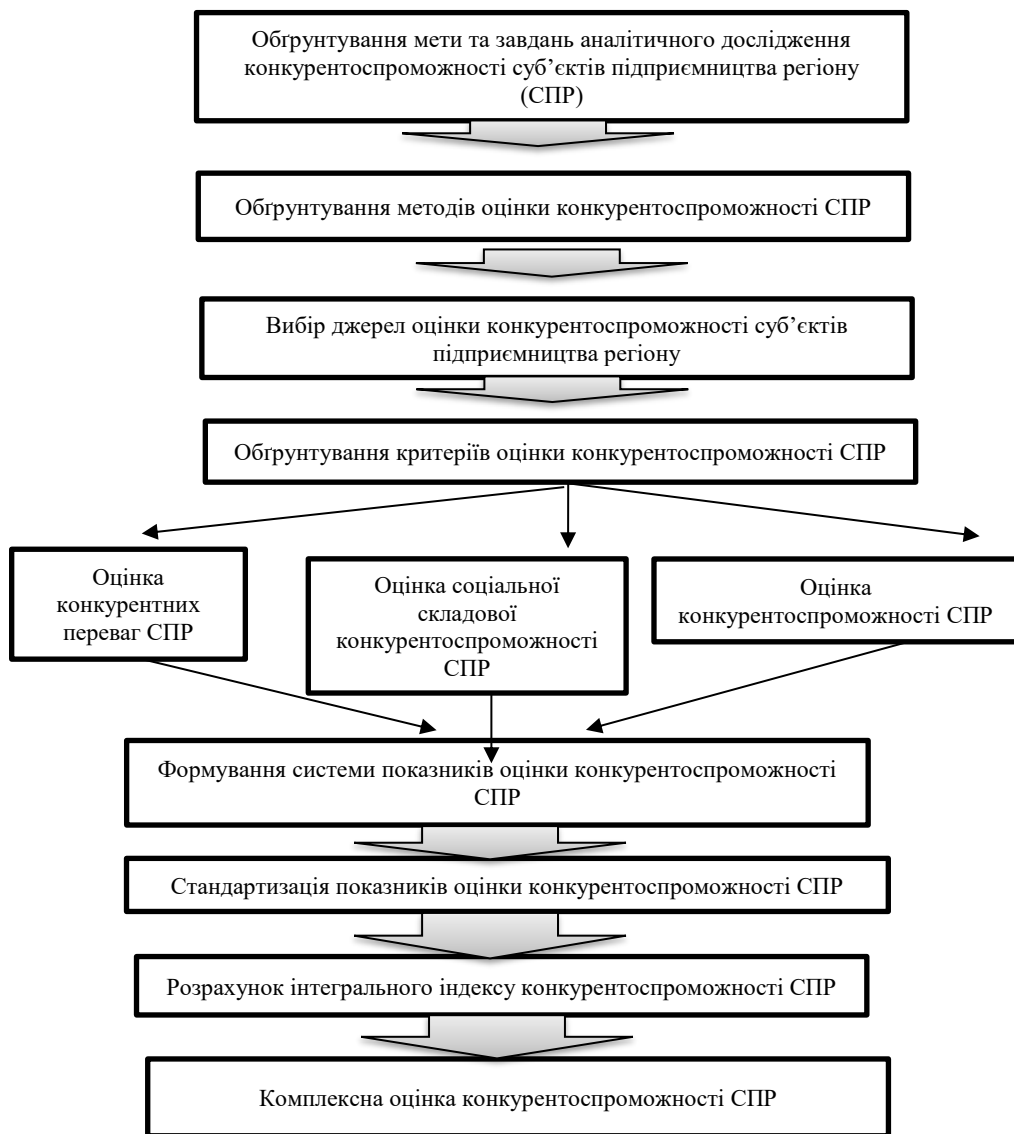 Обґрунтування мети та завдань аналітичного дослідження
конкурентоспроможності суб’єктів підприємництва регіону
(СПР)
Обґрунтування методів оцінки конкурентоспроможності СПР
Вибір джерел оцінки конкурентоспроможності суб’єктів
підприємництва регіону
Обґрунтування критеріїв оцінки конкурентоспроможності СПР
Оцінка
конкурентних
переваг СПР
Оцінка соціальної
складової
конкурентоспроможності
СПР
Оцінка
конкурентоспроможності СПР
Формування системи показників оцінки конкурентоспроможності
СПР
Стандартизація показників оцінки конкурентоспроможності СПР
Розрахунок інтегрального індексу конкурентоспроможності СПР
Комплексна оцінка конкурентоспроможності СПР